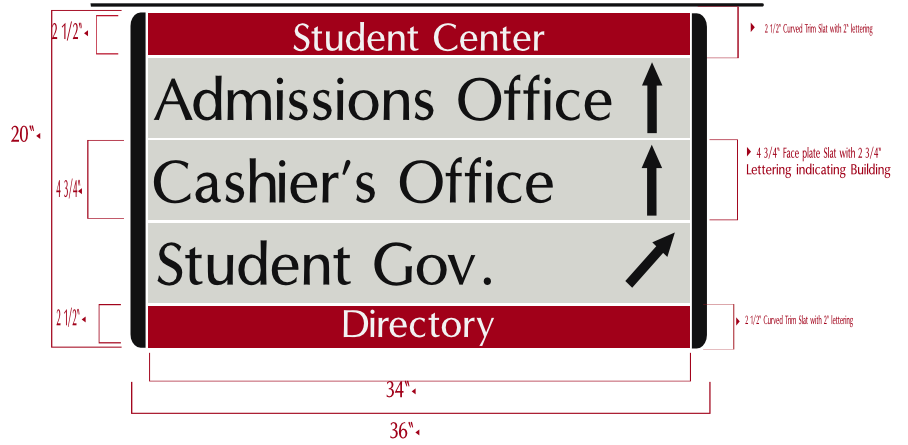 2 1/2"
Student Center
2 1/2" Curved Trim Slat with 2" lettering
Admissions Office
20"
Cashier's Office
4 3/4"
4 3/4" Face plate Slat with 2 3/4"
Lettering indicating Building
Student Gov.
2 1/2"
Directory
2 1/2" Curved Trim Slat with 2" lettering
34"
36"